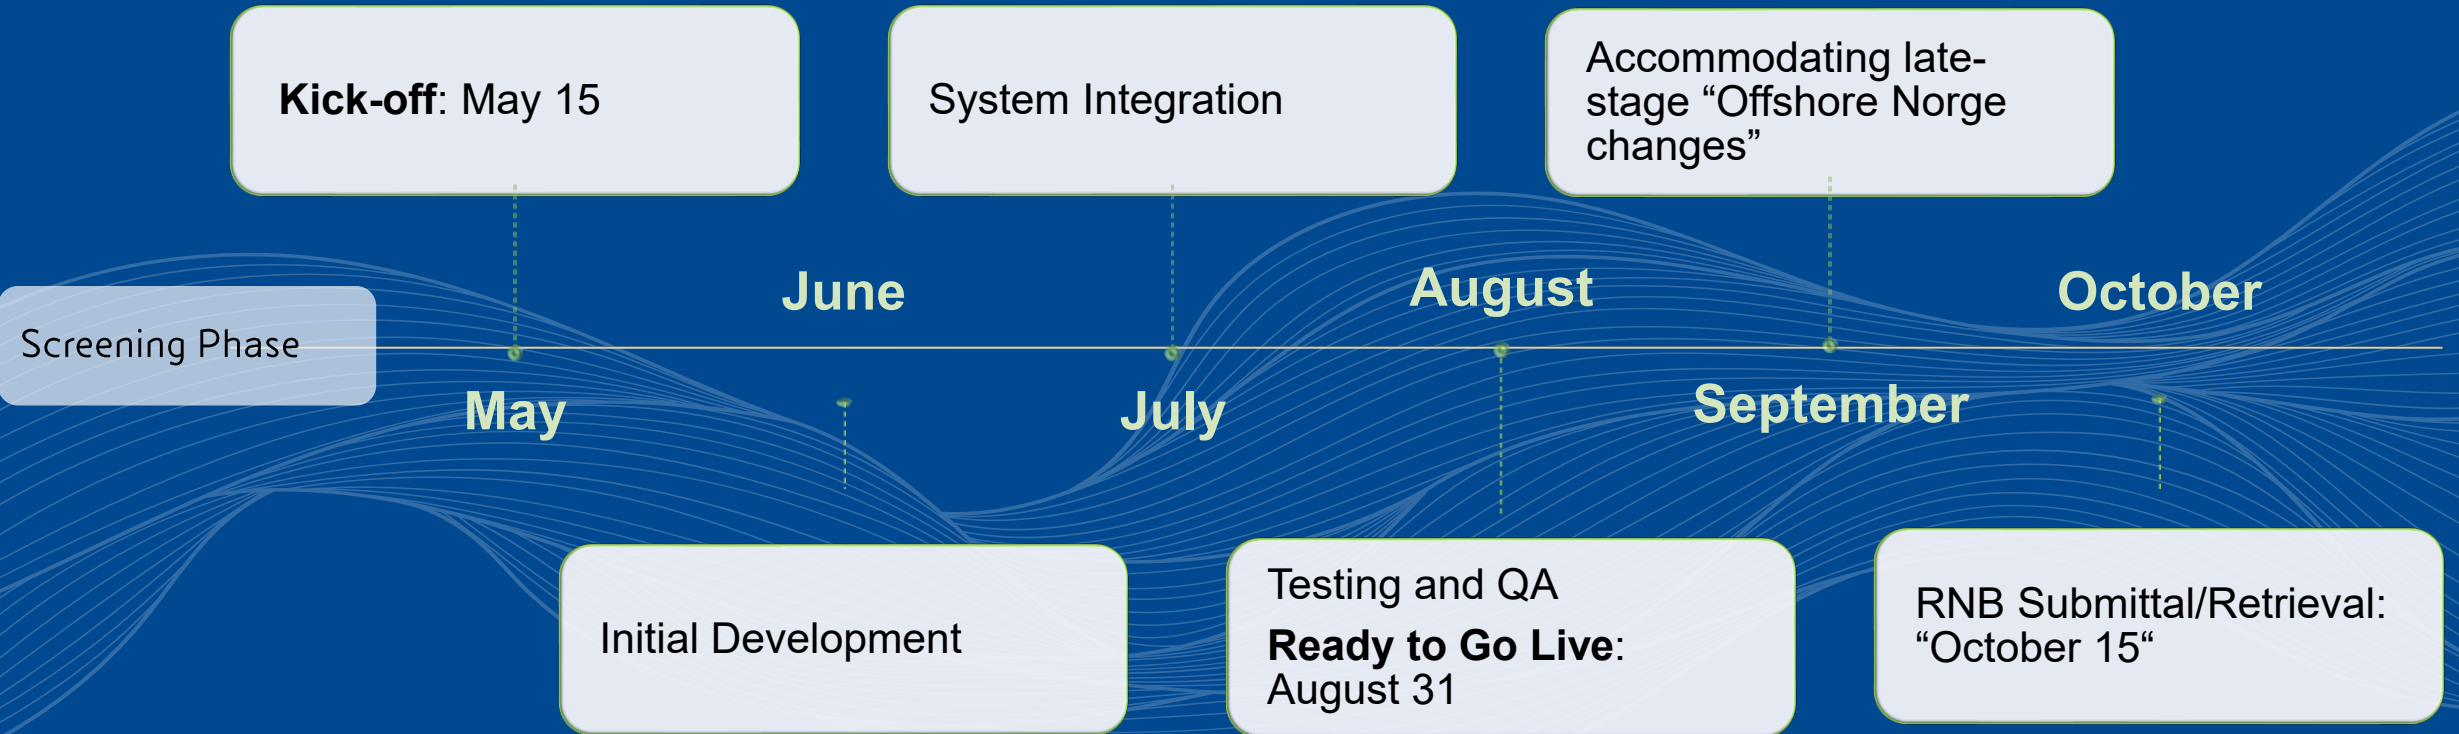 Kick-off: May 15
System Integration
Accommodating late-
stage “Offshore Norge
changes”
June
August
October
Screening Phase
May
July
September
Initial Development
Testing and QA
Ready to Go Live:
August 31
RNB Submittal/Retrieval:
“October 15“